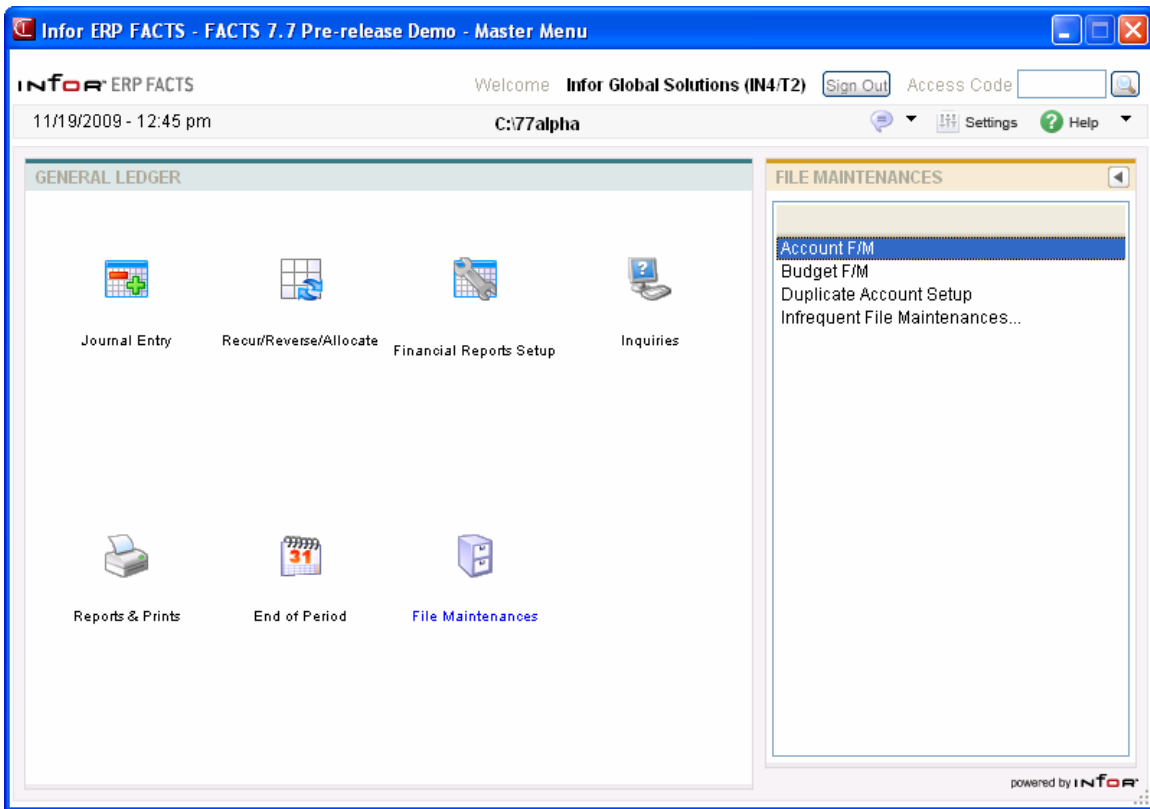 Infor ERP FACTS - FACTS 7.7 Pre-release Demo - Master Menu
INfor ERP FACTS
Welcome Infor Global Solutions (IN4/T2) Sign Out Access Code
11/19/2009 - 12:45 pm C:\77alpha Settings Help
GENERAL LEDGER
Journal Entry
Recur/Reverse/Allocate
Financial Reports Setup
Inquiries
31
Reports & Prints
End of Period
File Maintenances
FILE MAINTENANCES
Account F/M
Budget F/M
Duplicate Account Setup
Infrequent File Maintenances...
powered by INfor